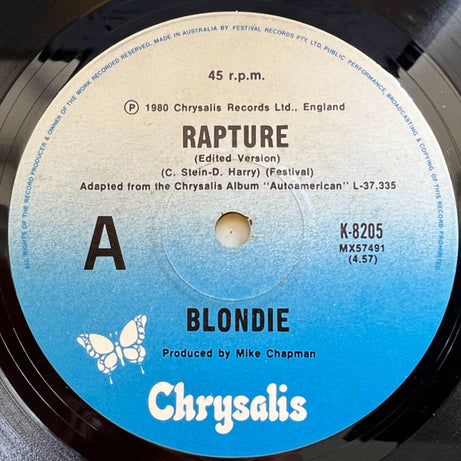 ALL RIGHTS OF THE RECORD PRODUCER & OWNER OF THE WORK RECORDED RESERVED. MADE IN AUSTRALIA BY FESTIVAL RECORDS PTY. LTD. PUBLIC PERFORMANCE, BROADCASTING & COPYING OF THIS RECORD PROHIBITED.
45 r.p.m.
Ⓟ 1980 Chrysalis Records Ltd., England
RAPTURE
(Edited Version)
(C. Stein-D. Harry) (Festival)
Adapted from the Chrysalis Album "Autoamerican" L-37,335
A
K-8205
MX57491
(4.57)
BLONDIE
Produced by Mike Chapman
Chrysalis